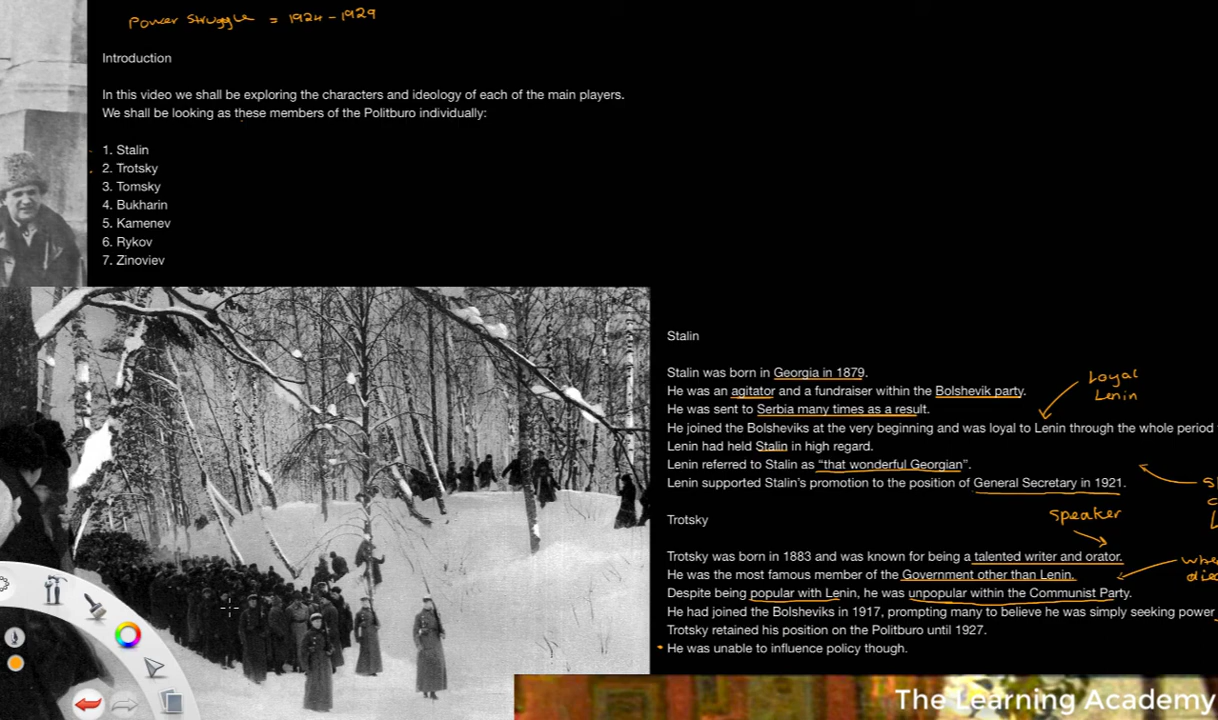 Power Struggle = 1924 - 1929
Introduction
In this video we shall be exploring the characters and ideology of each of the main players.
We shall be looking as these members of the Politburo individually:
1. Stalin
2. Trotsky
3. Tomsky
4. Bukharin
5. Kamenev
6. Rykov
7. Zinoviev
Stalin
Stalin was born in Georgia in 1879.
He was an agitator and a fundraiser within the Bolshevik party.
He was sent to Serbia many times as a result.
He joined the Bolsheviks at the very beginning and was loyal to Lenin through the whole period
Lenin had held Stalin in high regard.
Lenin referred to Stalin as “that wonderful Georgian”.
Lenin supported Stalin’s promotion to the position of General Secretary in 1921.
Loyal
Lenin
Trotsky
speaker
Trotsky was born in 1883 and was known for being a talented writer and orator.
He was the most famous member of the Government other than Lenin.
Despite being popular with Lenin, he was unpopular within the Communist Party.
He had joined the Bolsheviks in 1917, prompting many to believe he was simply seeking power
Trotsky retained his position on the Politburo until 1927.
He was unable to influence policy though.
The Learning Academy